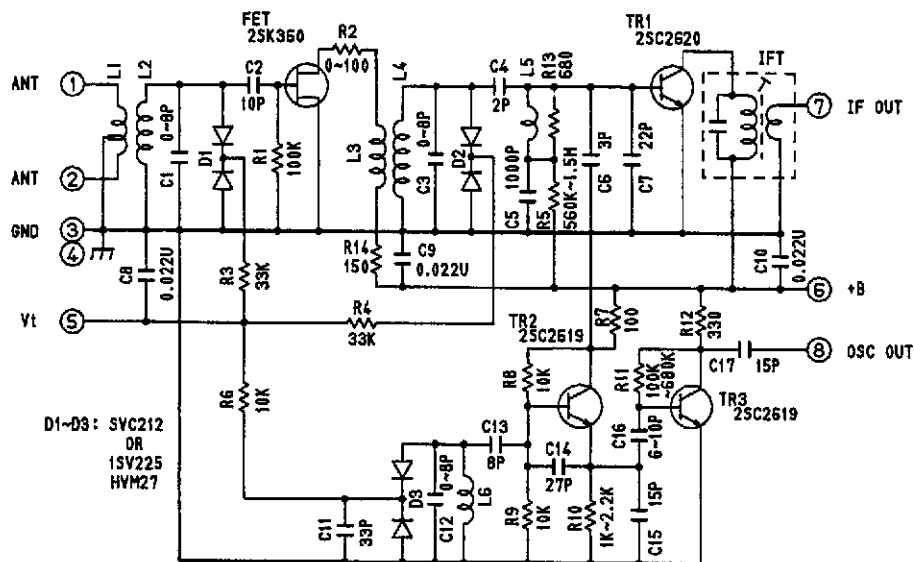 FET
2SK360
R2
0~100
TR1
2SC2620
IFT
ANT
1
L1
L2
C2
10P
L4
C4
2P
L5
R13
680
7
IF OUT
0~8P
D1
R1
100K
L3
0~8P
D2
1000P
3P
22P
ANT
2
C1
C3
C5
R5
560K~1.5M
C6
C7
GND
3
4
C8
0.022U
R3
33K
R14
150
C9
0.022U
C10
0.022U
6
+B
Vt
5
R4
33K
TR2
2SC2619
R7
100
R12
330
8
OSC OUT
C17
15P
R6
10K
R8
10K
R11
100K
~680K
TR3
2SC2619
D1~D3: SVC212
OR
1SV225
HVM27
C13
8P
C16
6~10P
C14
27P
0~8P
D3
C12
L6
R9
10K
R10
1K~2.2K
15P
C15
C11
33P